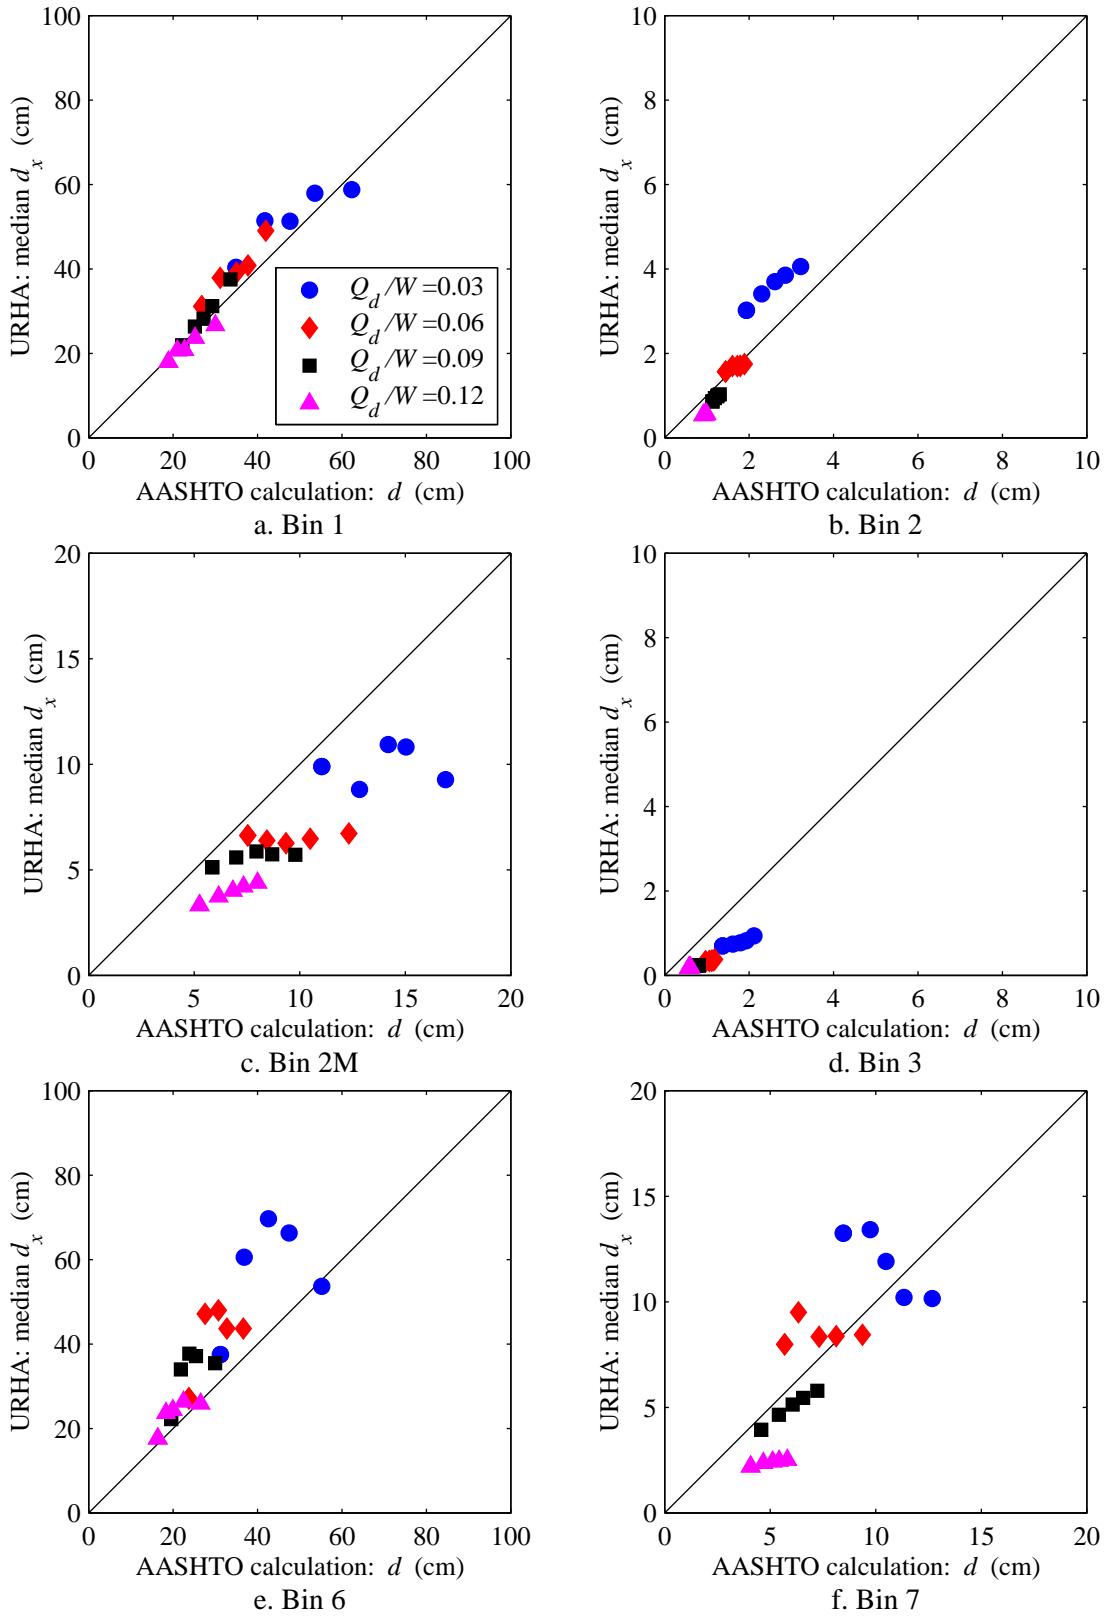 100
80
60
40
20
0
0 20 40 60 80 100
URHA: median d_x (cm)
AASHTO calculation: d (cm)
Q_d/W=0.03
Q_d/W=0.06
Q_d/W=0.09
Q_d/W=0.12
a. Bin 1
10
8
6
4
2
0
0 2 4 6 8 10
URHA: median d_x (cm)
AASHTO calculation: d (cm)
b. Bin 2
20
15
10
5
0
0 5 10 15 20
URHA: median d_x (cm)
AASHTO calculation: d (cm)
c. Bin 2M
10
8
6
4
2
0
0 2 4 6 8 10
URHA: median d_x (cm)
AASHTO calculation: d (cm)
d. Bin 3
100
80
60
40
20
0
0 20 40 60 80 100
URHA: median d_x (cm)
AASHTO calculation: d (cm)
e. Bin 6
20
15
10
5
0
0 5 10 15 20
URHA: median d_x (cm)
AASHTO calculation: d (cm)
f. Bin 7